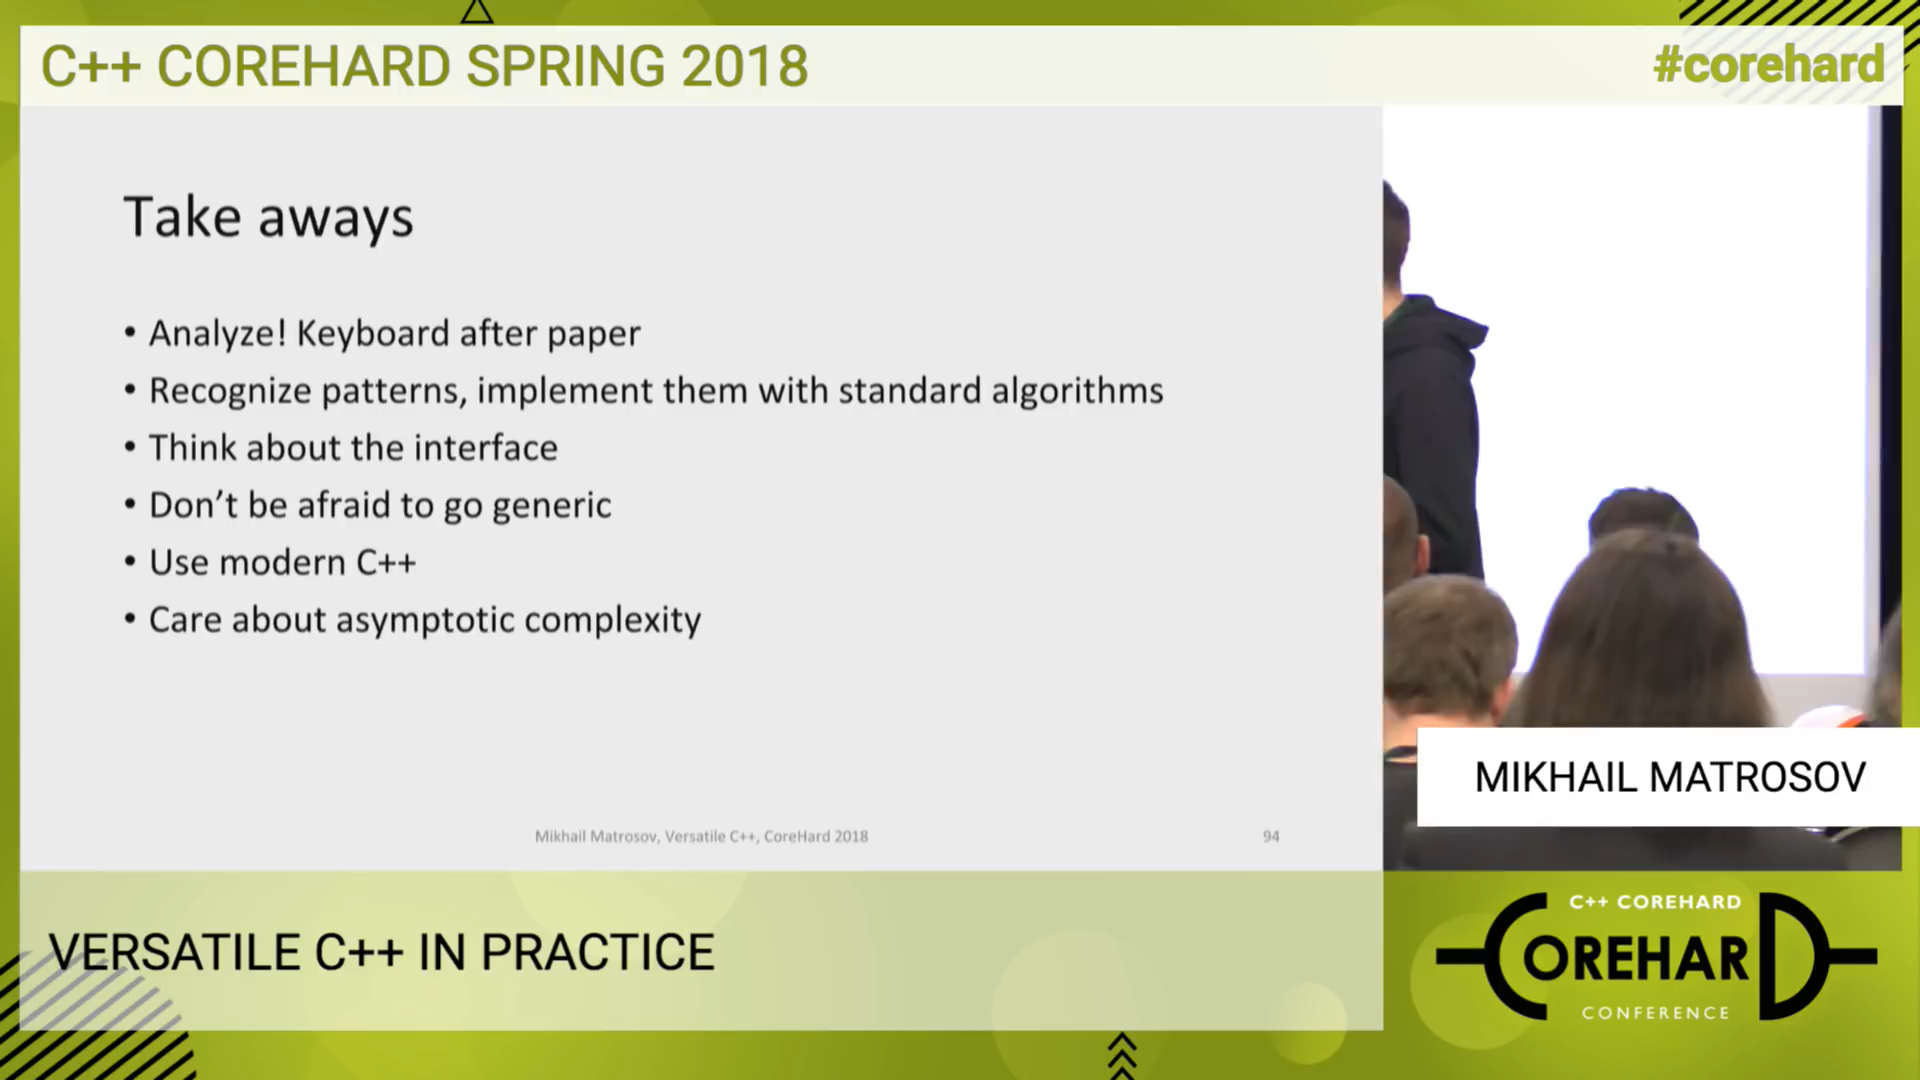 C++ COREHARD SPRING 2018
#corehard
Take aways
• Analyze! Keyboard after paper
• Recognize patterns, implement them with standard algorithms
• Think about the interface
• Don’t be afraid to go generic
• Use modern C++
• Care about asymptotic complexity
Mikhail Matrosov, Versatile C++, CoreHard 2018
94
MIKHAIL MATROSOV
VERSATILE C++ IN PRACTICE
C++ COREHARD
COREHARD
CONFERENCE